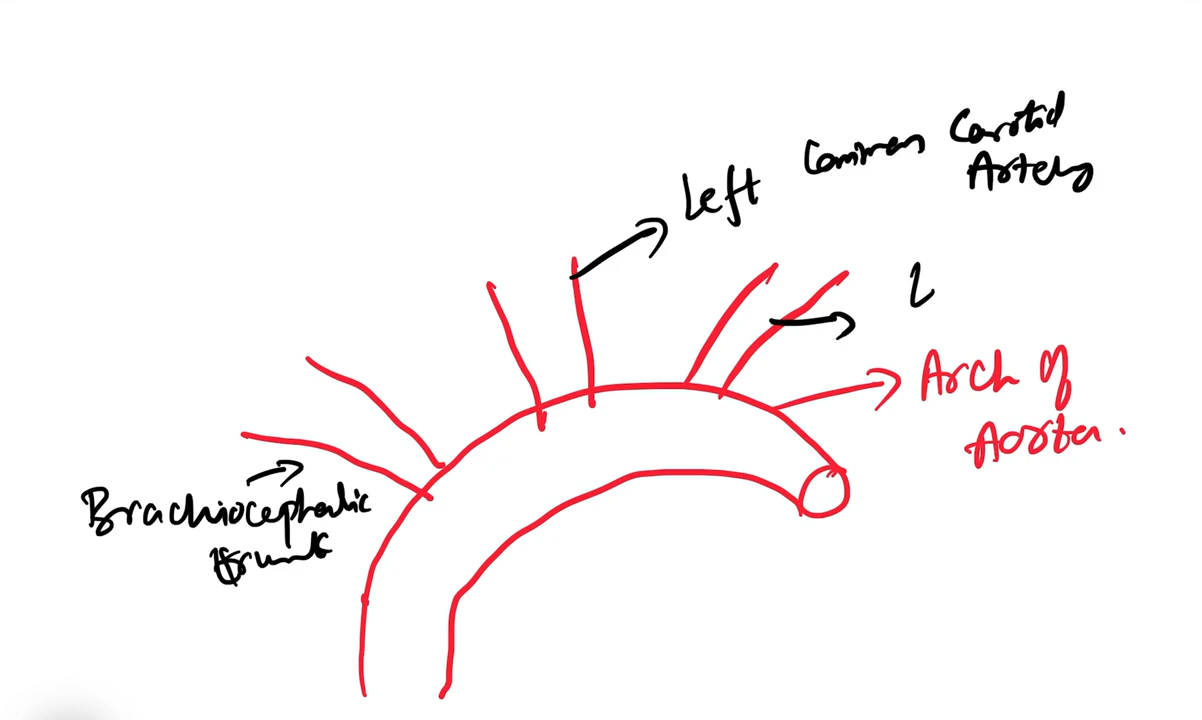 Left Common Carotid
Artery
L
Arch of
Aorta.
Brachiocephalic
trunk